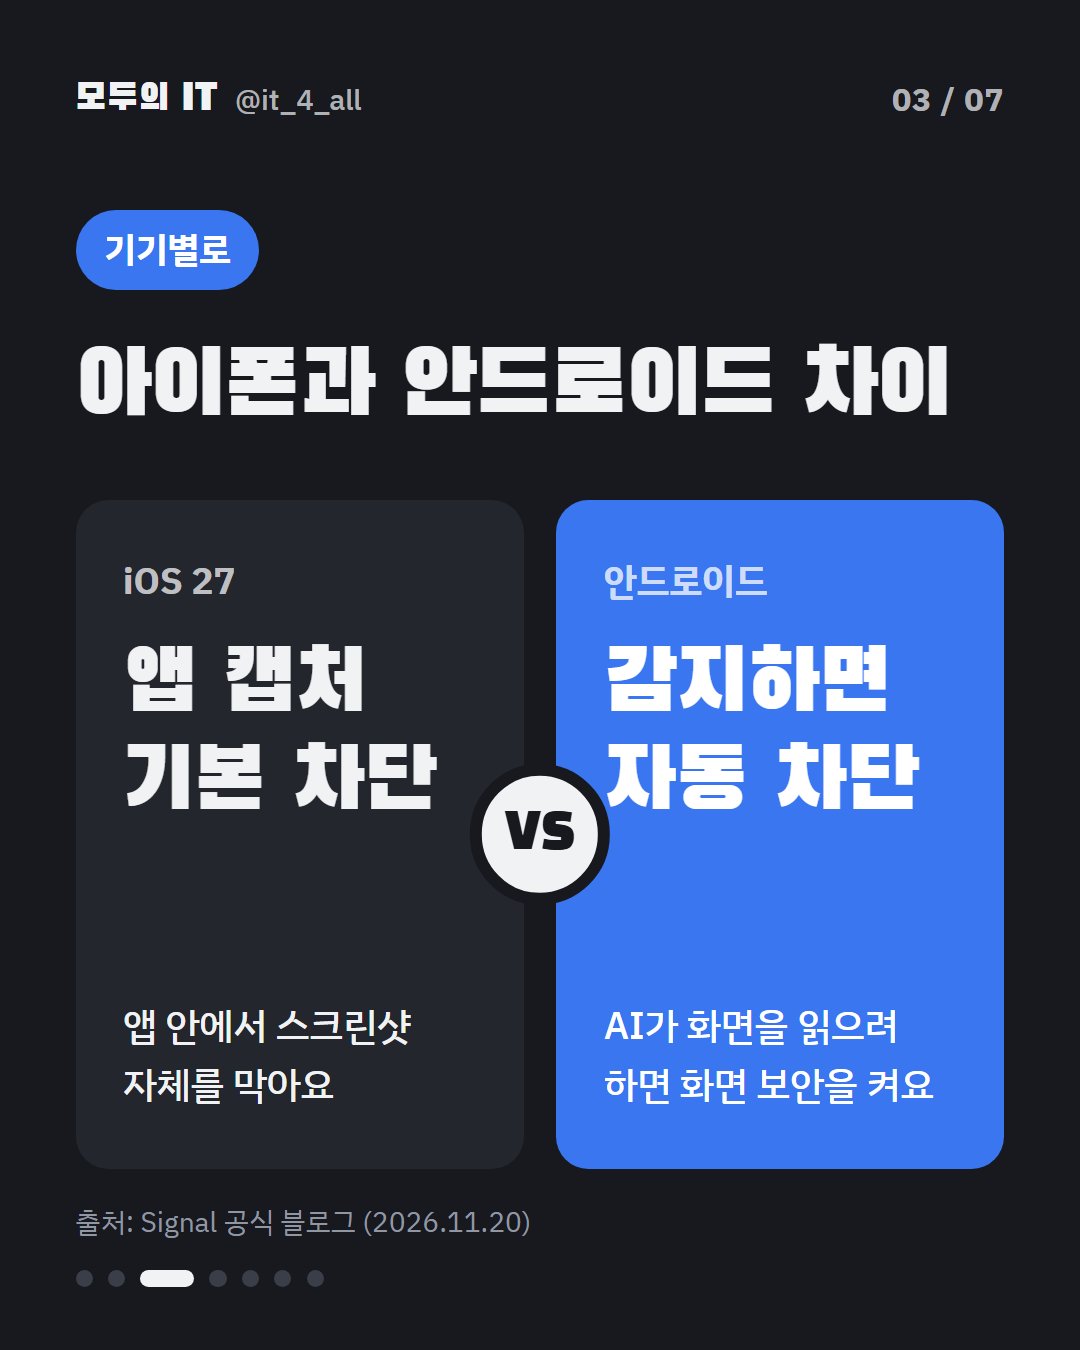 모두의 IT @it_4_all
03 / 07
기기별로
아이폰과 안드로이드 차이
iOS 27
앱 캡처
기본 차단
앱 안에서 스크린샷
자체를 막아요
VS
안드로이드
감지하면
자동 차단
AI가 화면을 읽으려
하면 화면 보안을 켜요
출처: Signal 공식 블로그 (2026.11.20)